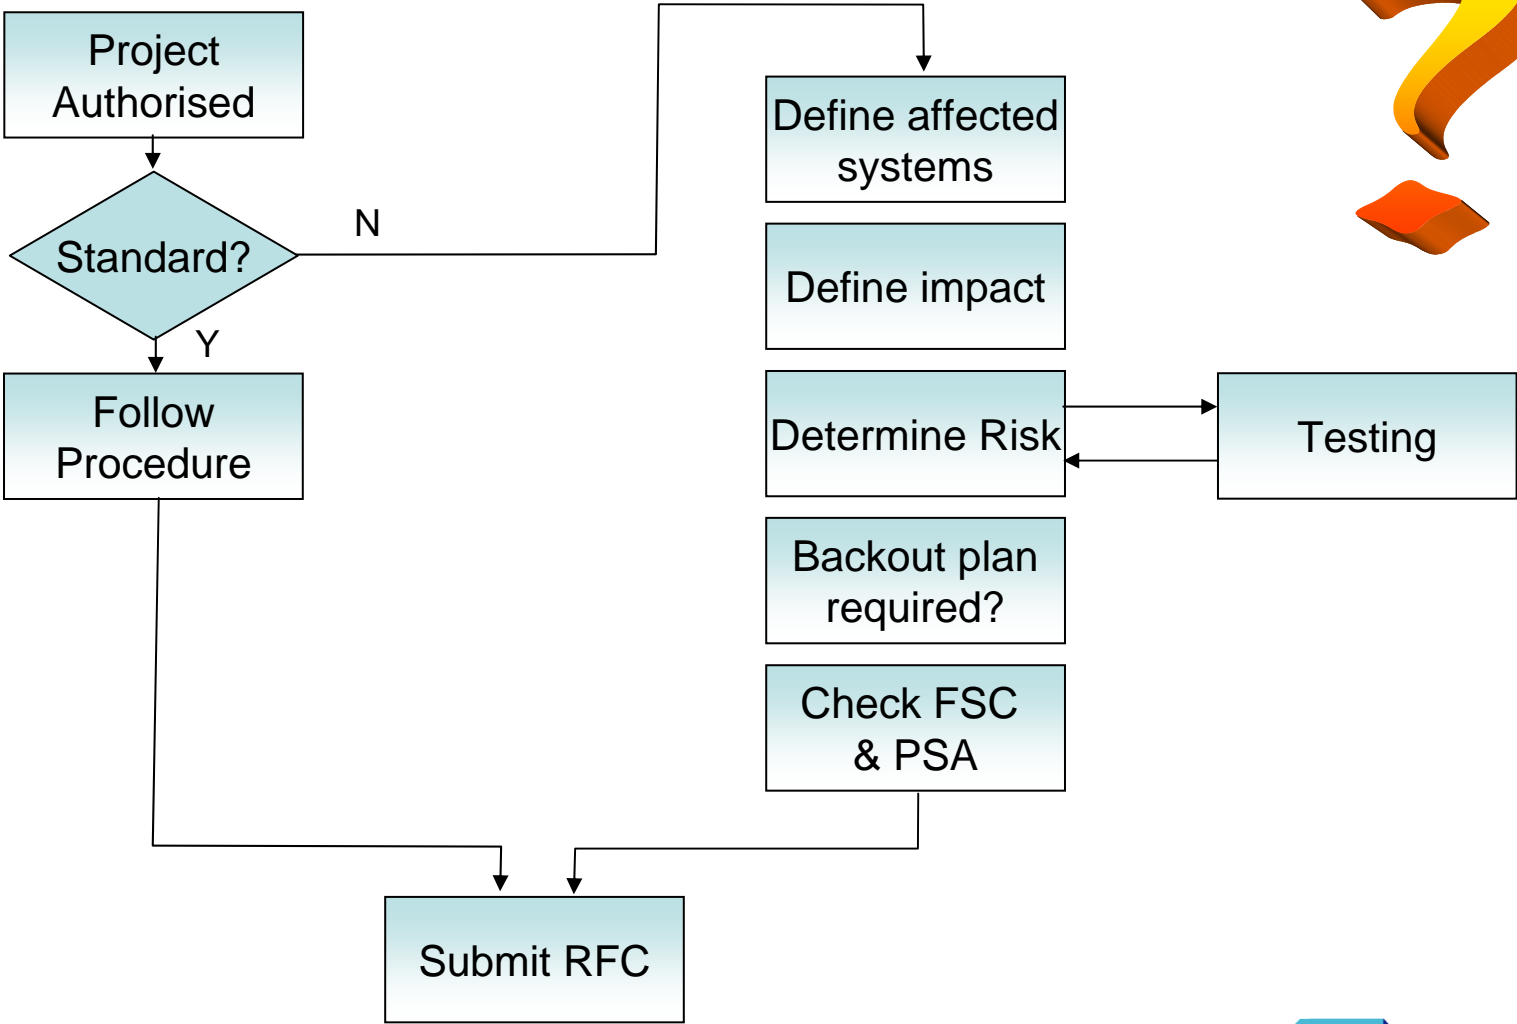 Project
Authorised
Standard?
N
Y
Follow
Procedure
Define affected
systems
Define impact
Determine Risk
Testing
Backout plan
required?
Check FSC
& PSA
Submit RFC